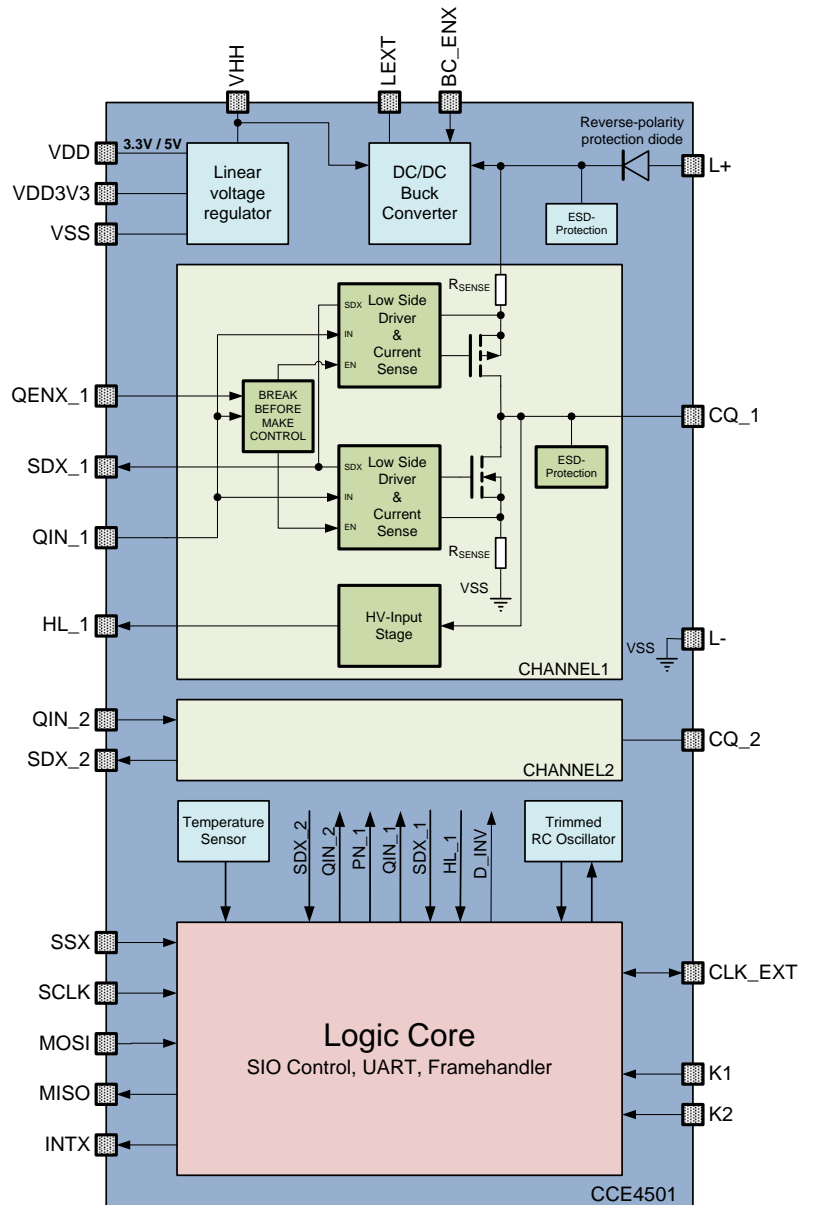 VHH
LEXT
BC_ENX
VDD
3.3V / 5V
VDD3V3
VSS
Linear
voltage
regulator
DC/DC
Buck
Converter
Reverse-polarity
protection diode
L+
ESD-
Protection
RSENSE
SDX
IN
EN
Low Side
Driver
&
Current
Sense
QENX_1
BREAK
BEFORE
MAKE
CONTROL
CQ_1
SDX_1
SDX
IN
EN
Low Side
Driver
&
Current
Sense
ESD-
Protection
QIN_1
RSENSE
VSS
HL_1
HV-Input
Stage
L-
VSS
CHANNEL1
QIN_2
SDX_2
CQ_2
CHANNEL2
Temperature
Sensor
SDX_2
QIN_2
PN_1
QIN_1
SDX_1
HL_1
D_INV
Trimmed
RC Oscillator
SSX
SCLK
MOSI
MISO
INTX
Logic Core
SIO Control, UART, Framehandler
CLK_EXT
K1
K2
CCE4501